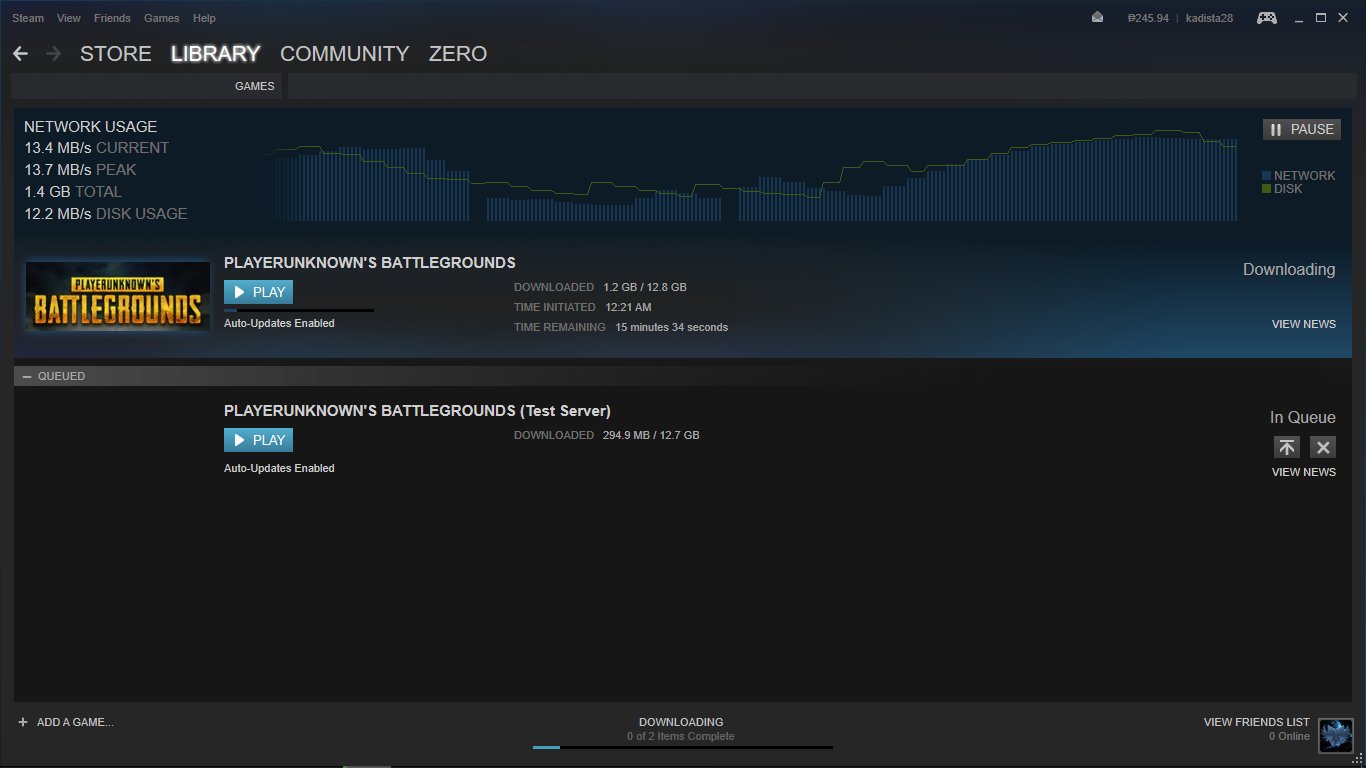 Steam View Friends Games Help
₱245.94 | kadista28
STORE LIBRARY COMMUNITY ZERO
GAMES
NETWORK USAGE
13.4 MB/s CURRENT
13.7 MB/s PEAK
1.4 GB TOTAL
12.2 MB/s DISK USAGE
PAUSE
NETWORK
DISK
PLAYERUNKNOWN'S
BATTLEGROUNDS
PLAYERUNKNOWN'S BATTLEGROUNDS
PLAY
Auto-Updates Enabled
DOWNLOADED 1.2 GB / 12.8 GB
TIME INITIATED 12:21 AM
TIME REMAINING 15 minutes 34 seconds
Downloading
VIEW NEWS
QUEUED
PLAYERUNKNOWN'S BATTLEGROUNDS (Test Server)
PLAY
Auto-Updates Enabled
DOWNLOADED 294.9 MB / 12.7 GB
In Queue
VIEW NEWS
+ ADD A GAME...
DOWNLOADING
0 of 2 Items Complete
VIEW FRIENDS LIST
0 Online